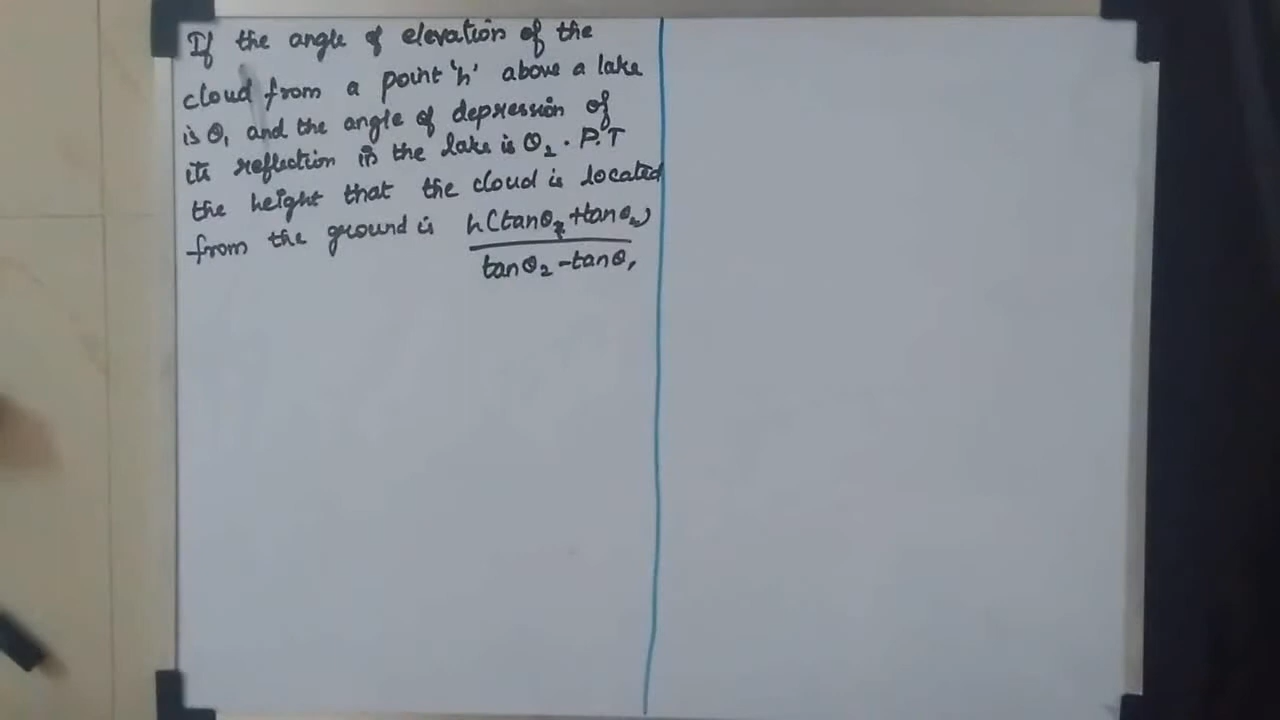 If the angle of elevation of the
cloud from a point 'h' above a lake
is θ₁ and the angle of depression of
its reflection in the lake is θ₂. P.T
the height that the cloud is located
from the ground is h(tanθ₂+tanθ
tanθ₂-tanθ₁